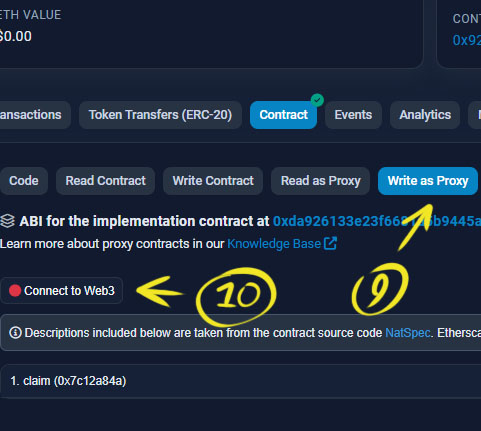 ETH VALUE
$0.00
CONT
0x92
ansactions Token Transfers (ERC-20) Contract Events Analytics
Code Read Contract Write Contract Read as Proxy Write as Proxy
ABI for the implementation contract at
Learn more about proxy contracts in our Knowledge Base
9
Connect to Web3
10
Descriptions included below are taken from the contract source code NatSpec. Ethersca
1. claim (0x7c12a84a)